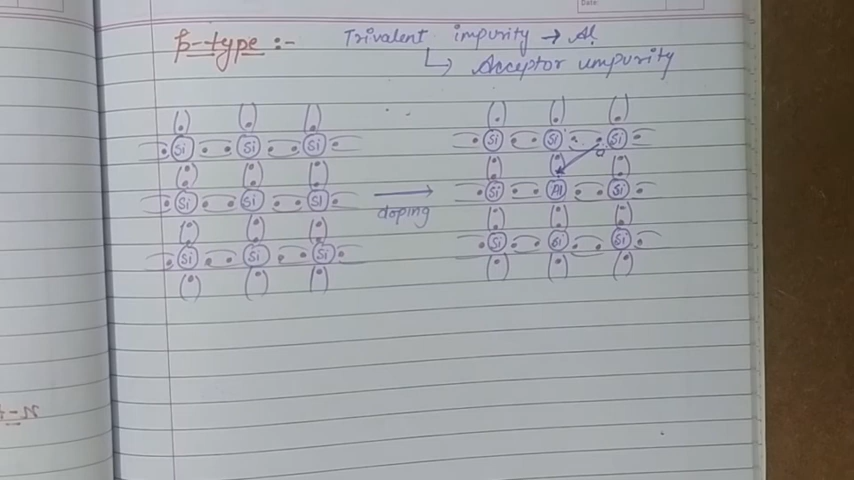 Date:
p-type :- Trivalent impurity → Al
↳ Acceptor impurity
Si Si Si Si Si Si
Si Si Si Si Al Si
doping
Si Si Si Si Si Si